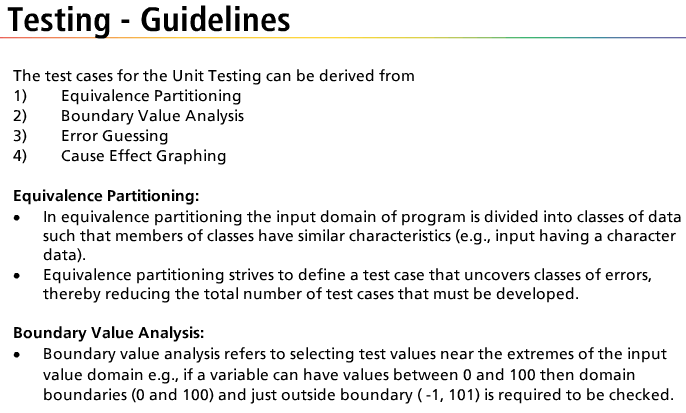 Testing - Guidelines
The test cases for the Unit Testing can be derived from
1) Equivalence Partitioning
2) Boundary Value Analysis
3) Error Guessing
4) Cause Effect Graphing
Equivalence Partitioning:
• In equivalence partitioning the input domain of program is divided into classes of data
such that members of classes have similar characteristics (e.g., input having a character
data).
• Equivalence partitioning strives to define a test case that uncovers classes of errors,
thereby reducing the total number of test cases that must be developed.
Boundary Value Analysis:
• Boundary value analysis refers to selecting test values near the extremes of the input
value domain e.g., if a variable can have values between 0 and 100 then domain
boundaries (0 and 100) and just outside boundary ( -1, 101) is required to be checked.